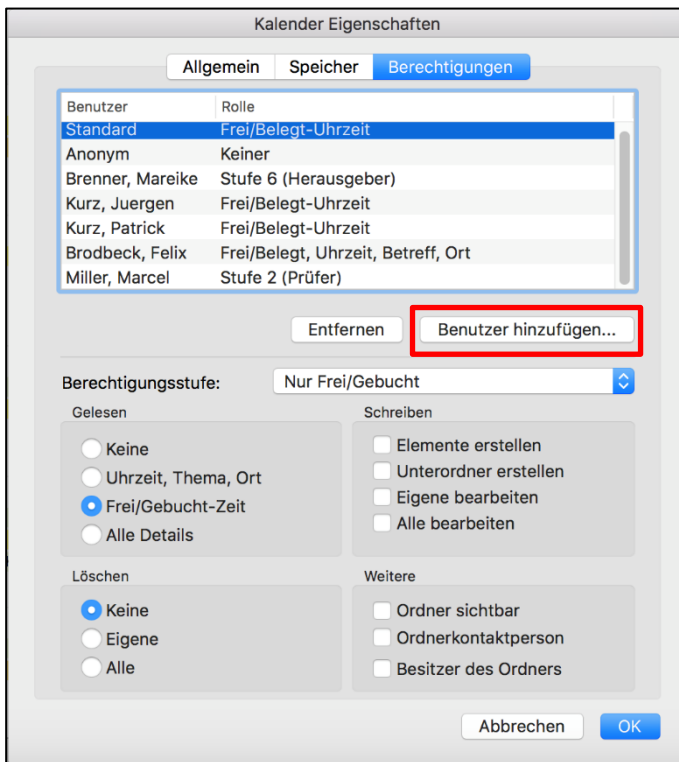 Kalender Eigenschaften
Allgemein Speicher Berechtigungen
Benutzer Rolle
Standard Frei/Belegt-Uhrzeit
Anonym Keiner
Brenner, Mareike Stufe 6 (Herausgeber)
Kurz, Juergen Frei/Belegt-Uhrzeit
Kurz, Patrick Frei/Belegt-Uhrzeit
Brodbeck, Felix Frei/Belegt, Uhrzeit, Betreff, Ort
Miller, Marcel Stufe 2 (Prüfer)
Entfernen Benutzer hinzufügen...
Berechtigungsstufe: Nur Frei/Gebucht
Gelesen
Keine
Uhrzeit, Thema, Ort
Frei/Gebucht-Zeit
Alle Details
Schreiben
Elemente erstellen
Unterordner erstellen
Eigene bearbeiten
Alle bearbeiten
Löschen
Keine
Eigene
Alle
Weitere
Ordner sichtbar
Ordnerkontaktperson
Besitzer des Ordners
Abbrechen OK